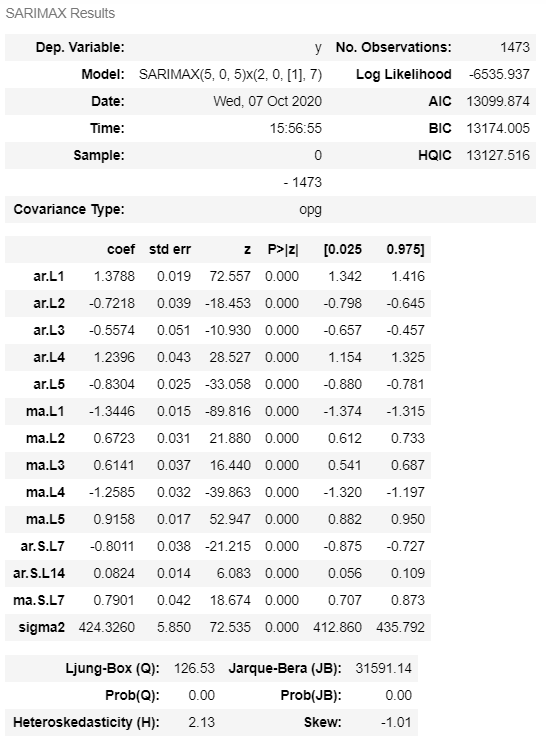 SARIMAX Results
Dep. Variable: y No. Observations: 1473
Model: SARIMAX(5, 0, 5)x(2, 0, [1], 7) Log Likelihood -6535.937
Date: Wed, 07 Oct 2020 AIC 13099.874
Time: 15:56:55 BIC 13174.005
Sample: 0 HQIC 13127.516
- 1473
Covariance Type: opg
coef std err z P>|z| [0.025 0.975]
ar.L1 1.3788 0.019 72.557 0.000 1.342 1.416
ar.L2 -0.7218 0.039 -18.453 0.000 -0.798 -0.645
ar.L3 -0.5574 0.051 -10.930 0.000 -0.657 -0.457
ar.L4 1.2396 0.043 28.527 0.000 1.154 1.325
ar.L5 -0.8304 0.025 -33.058 0.000 -0.880 -0.781
ma.L1 -1.3446 0.015 -89.816 0.000 -1.374 -1.315
ma.L2 0.6723 0.031 21.880 0.000 0.612 0.733
ma.L3 0.6141 0.037 16.440 0.000 0.541 0.687
ma.L4 -1.2585 0.032 -39.863 0.000 -1.320 -1.197
ma.L5 0.9158 0.017 52.947 0.000 0.882 0.950
ar.S.L7 -0.8011 0.038 -21.215 0.000 -0.875 -0.727
ar.S.L14 0.0824 0.014 6.083 0.000 0.056 0.109
ma.S.L7 0.7901 0.042 18.674 0.000 0.707 0.873
sigma2 424.3260 5.850 72.535 0.000 412.860 435.792
Ljung-Box (Q): 126.53 Jarque-Bera (JB): 31591.14
Prob(Q): 0.00 Prob(JB): 0.00
Heteroskedasticity (H): 2.13 Skew: -1.01